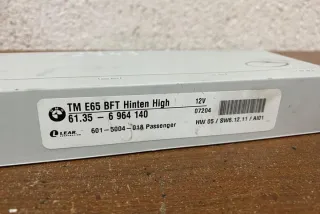 TM E65 BFT Hinten High 12V
61.35 - 6 964 140 07204
LEAR HW 05 / SW6.12.11 / AI01
601-5004-038 Passenger